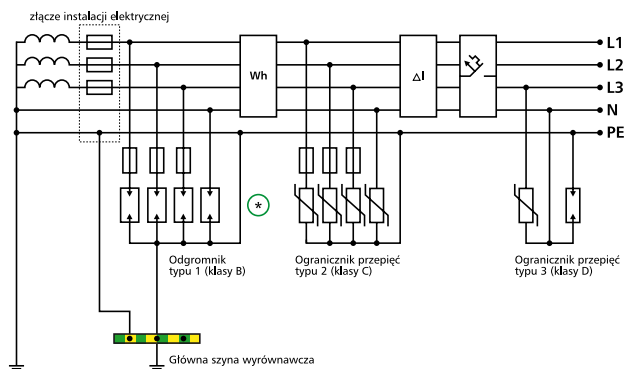 złącze instalacji elektrycznej
L1
L2
Wh
ΔI
L3
N
PE
*
Odgromnik
typu 1 (klasy B)
Ogranicznik przepięć
typu 2 (klasy C)
Ogranicznik przepięć
typu 3 (klasy D)
Główna szyna wyrównawcza